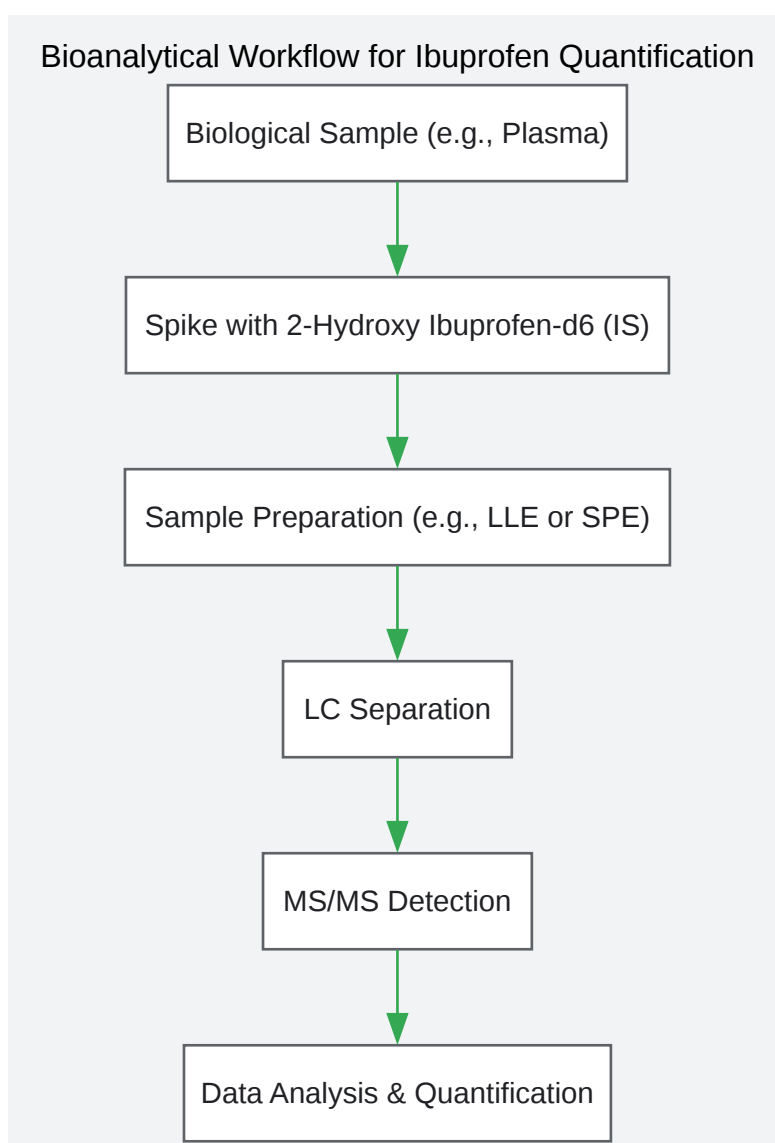 Bioanalytical Workflow for Ibuprofen Quantification
Biological Sample (e.g., Plasma)
Spike with 2-Hydroxy Ibuprofen-d6 (IS)
Sample Preparation (e.g., LLE or SPE)
LC Separation
MS/MS Detection
Data Analysis & Quantification